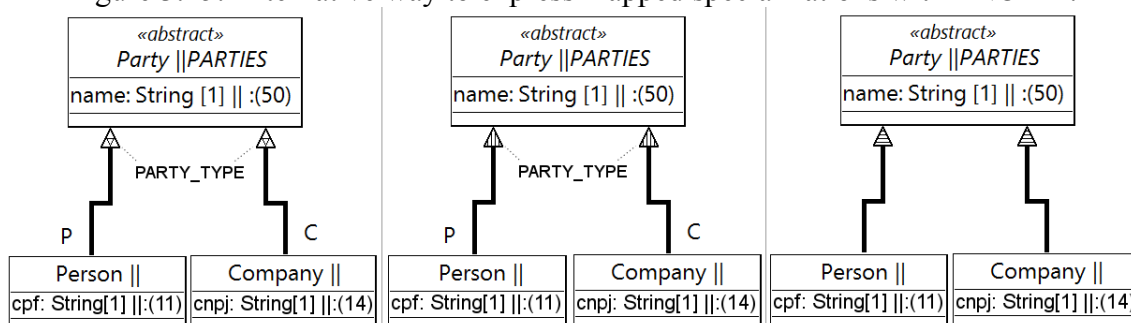 «abstract»
Party ||PARTIES
name: String [1] || :(50)
PARTY_TYPE
P
C
Person ||
cpf: String[1] ||:(11)
Company ||
cnpj: String[1] ||:(14)
«abstract»
Party ||PARTIES
name: String [1] || :(50)
PARTY_TYPE
P
C
Person ||
cpf: String[1] ||:(11)
Company ||
cnpj: String[1] ||:(14)
«abstract»
Party ||PARTIES
name: String [1] || :(50)
Person ||
cpf: String[1] ||:(11)
Company ||
cnpj: String[1] ||:(14)